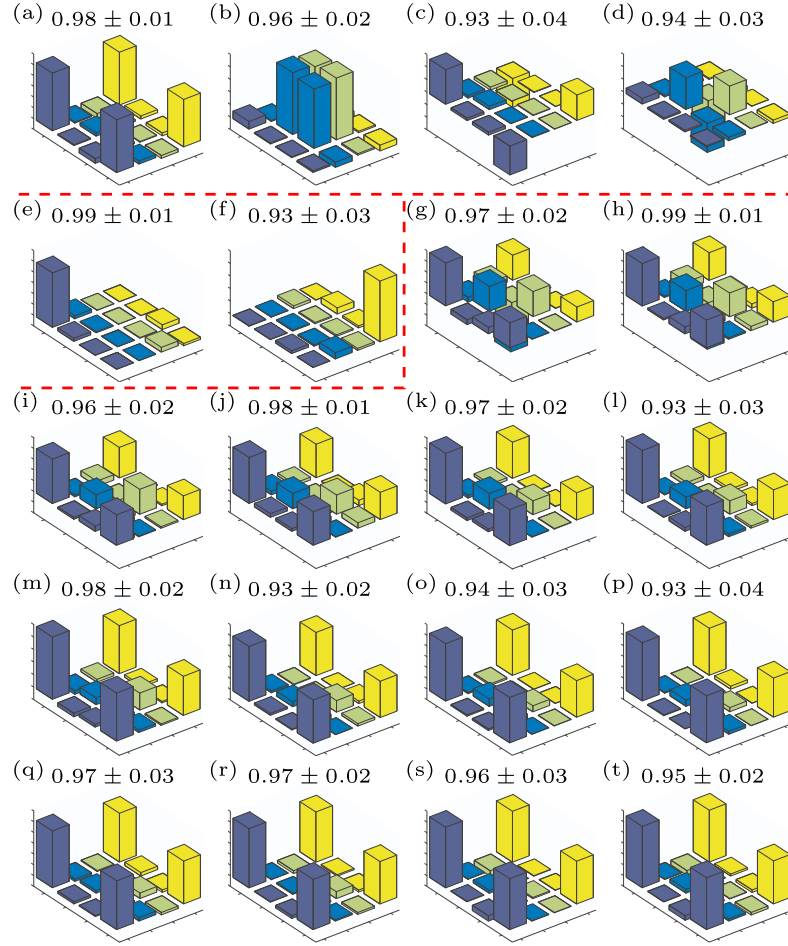 (a) 0.98 ± 0.01 (b) 0.96 ± 0.02 (c) 0.93 ± 0.04 (d) 0.94 ± 0.03
(e) 0.99 ± 0.01 (f) 0.93 ± 0.03 (g) 0.97 ± 0.02 (h) 0.99 ± 0.01
(i) 0.96 ± 0.02 (j) 0.98 ± 0.01 (k) 0.97 ± 0.02 (l) 0.93 ± 0.03
(m) 0.98 ± 0.02 (n) 0.93 ± 0.02 (o) 0.94 ± 0.03 (p) 0.93 ± 0.04
(q) 0.97 ± 0.03 (r) 0.97 ± 0.02 (s) 0.96 ± 0.03 (t) 0.95 ± 0.02